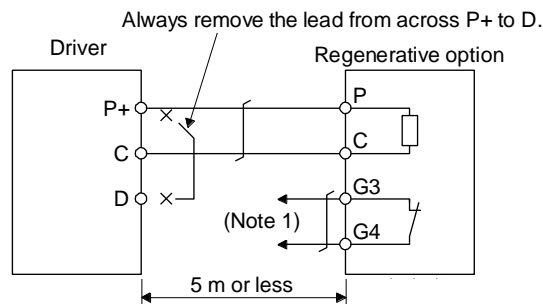 Always remove the lead from across P+ to D.
Driver
Regenerative option
P+
P
C
C
D
G3
(Note 1)
G4
5 m or less